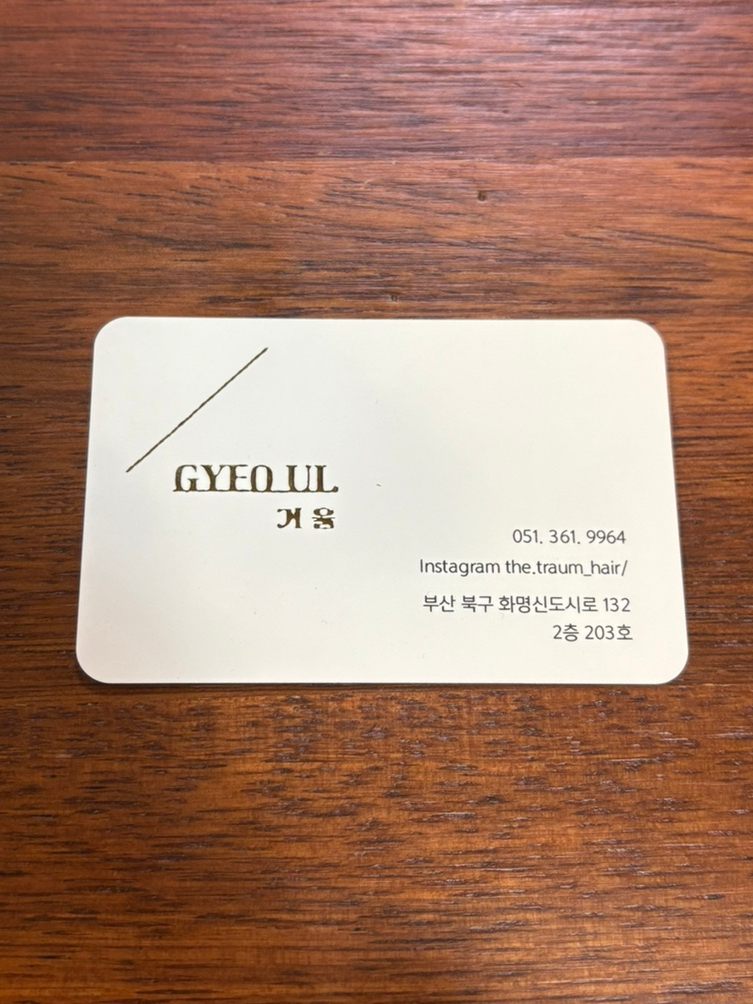 GYEO UL
겨울
051. 361. 9964
Instagram the.traum_hair/
부산 북구 화명신도시로 132
2층 203호